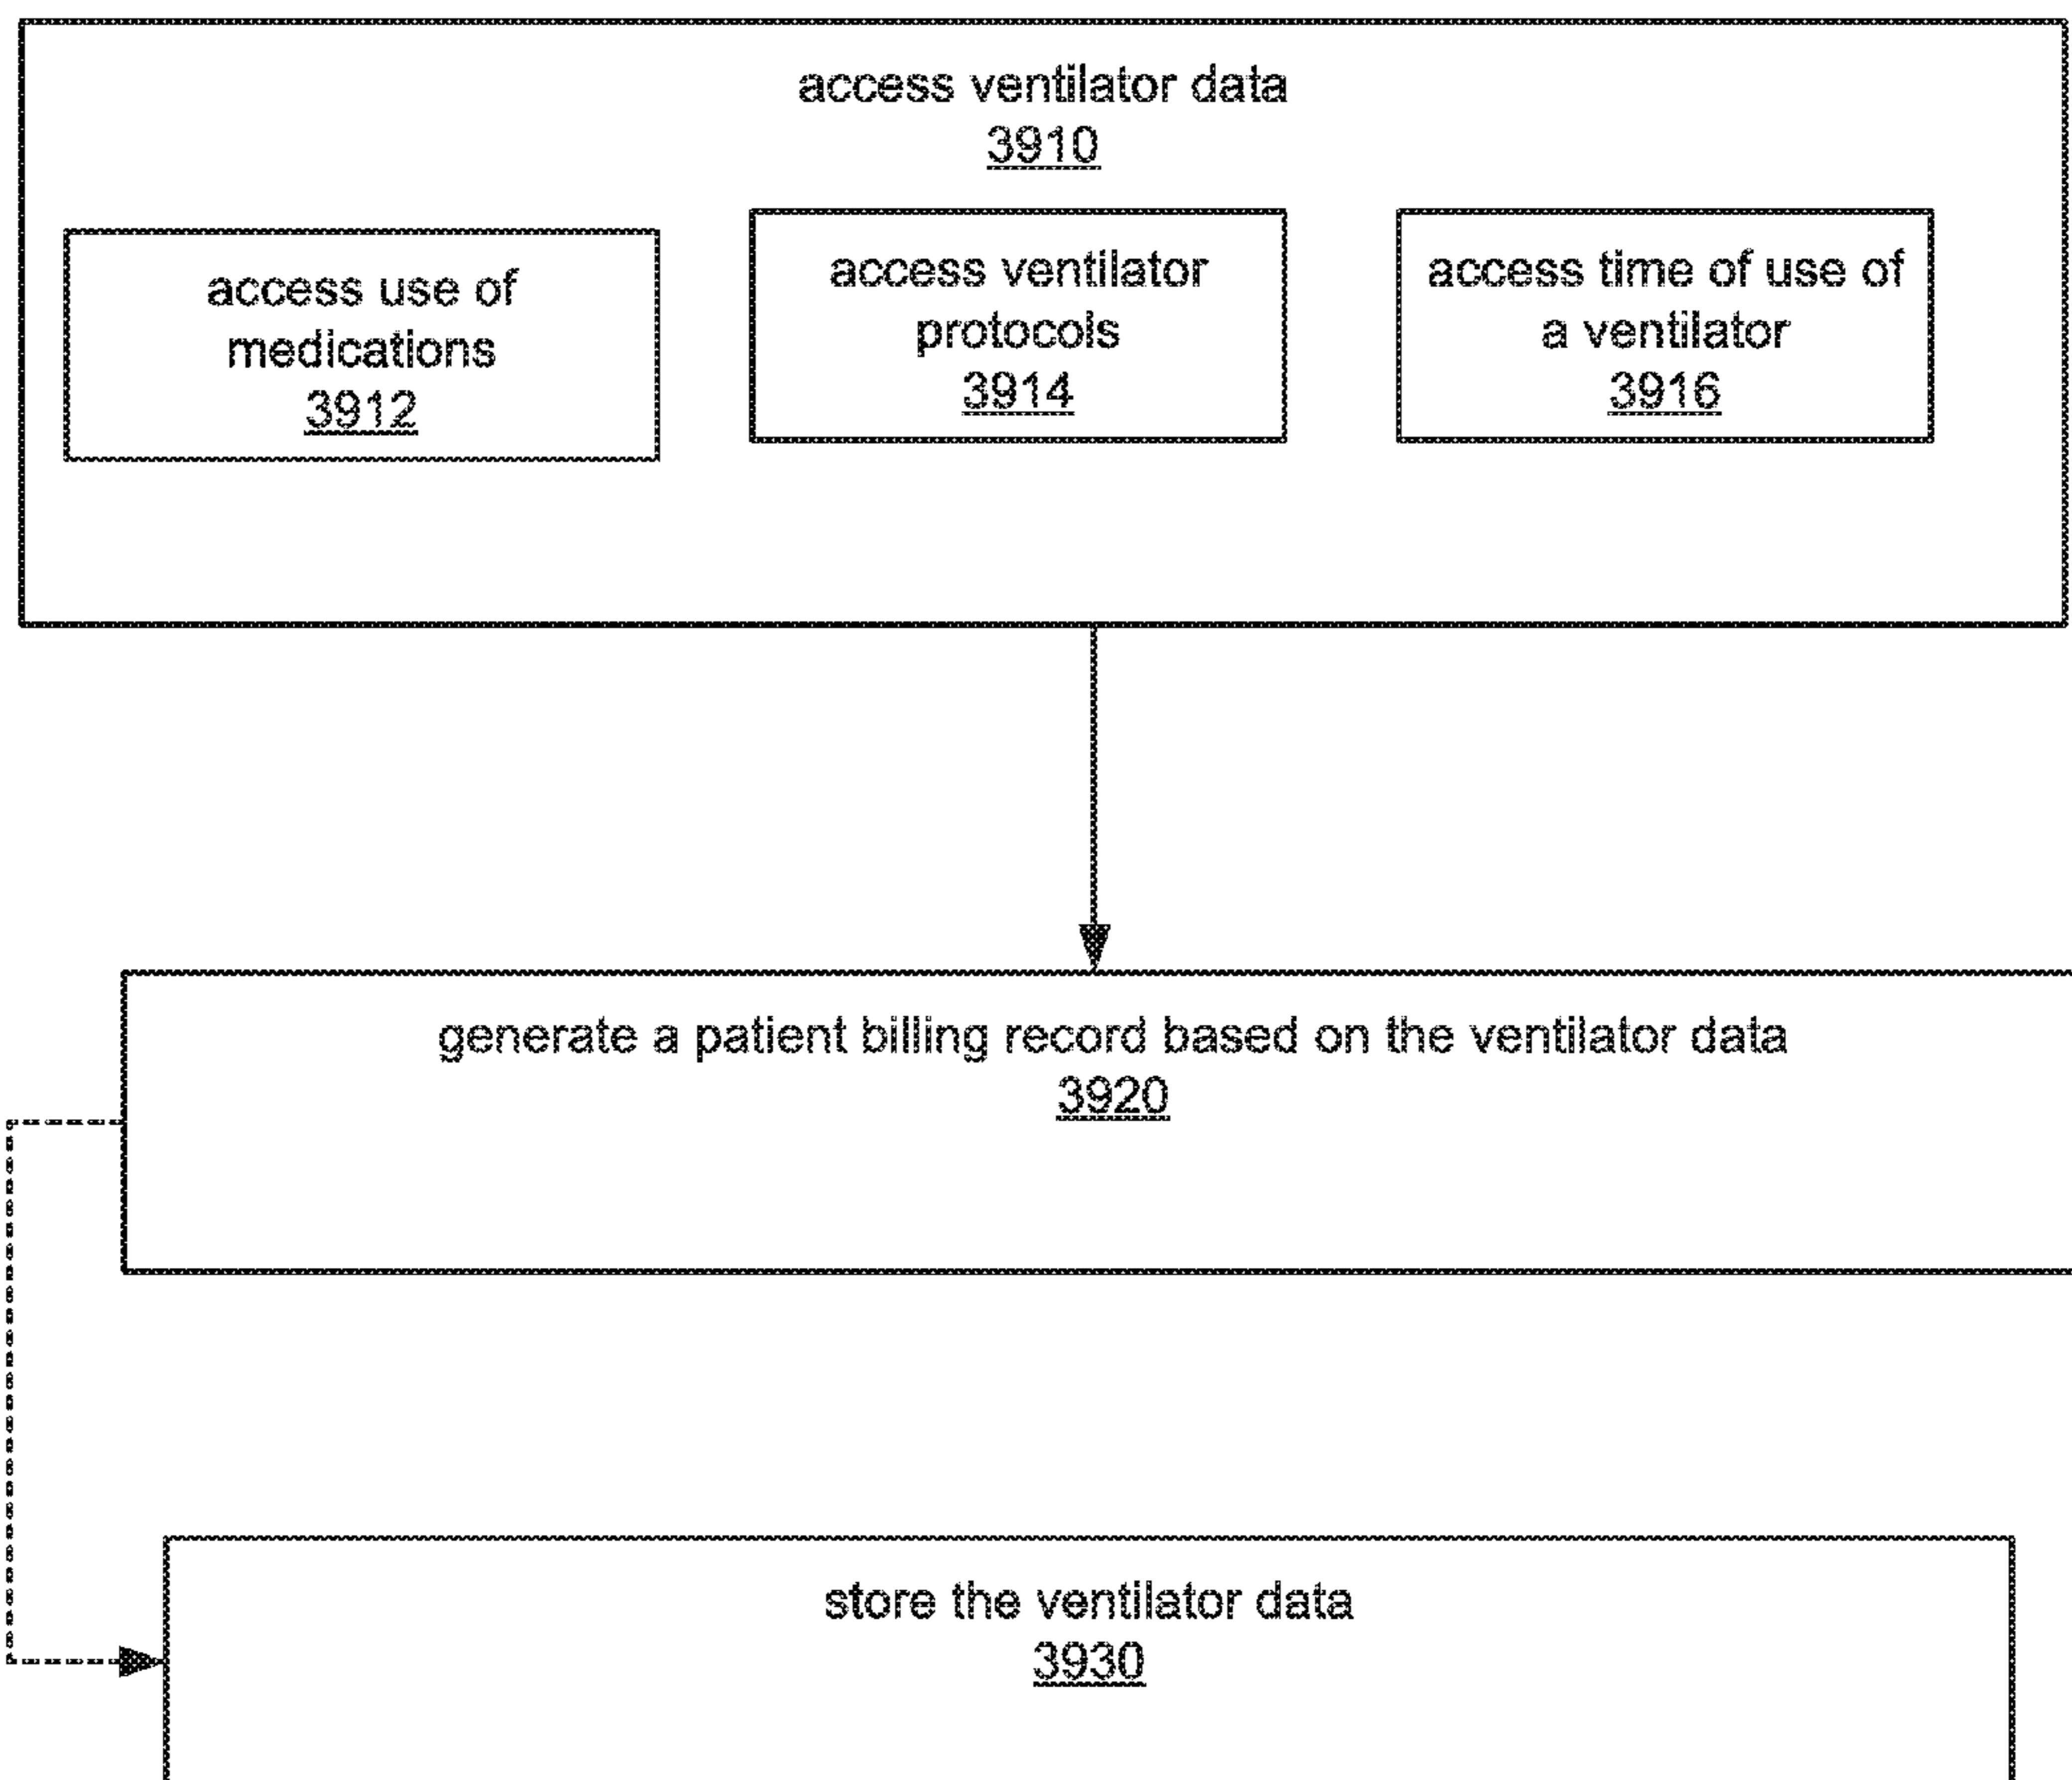 access ventilator data
3910
access use of
medications
3912
access ventilator
protocols
3914
access time of use of
a ventilator
3916
generate a patient billing record based on the ventilator data
3920
store the ventilator data
3930